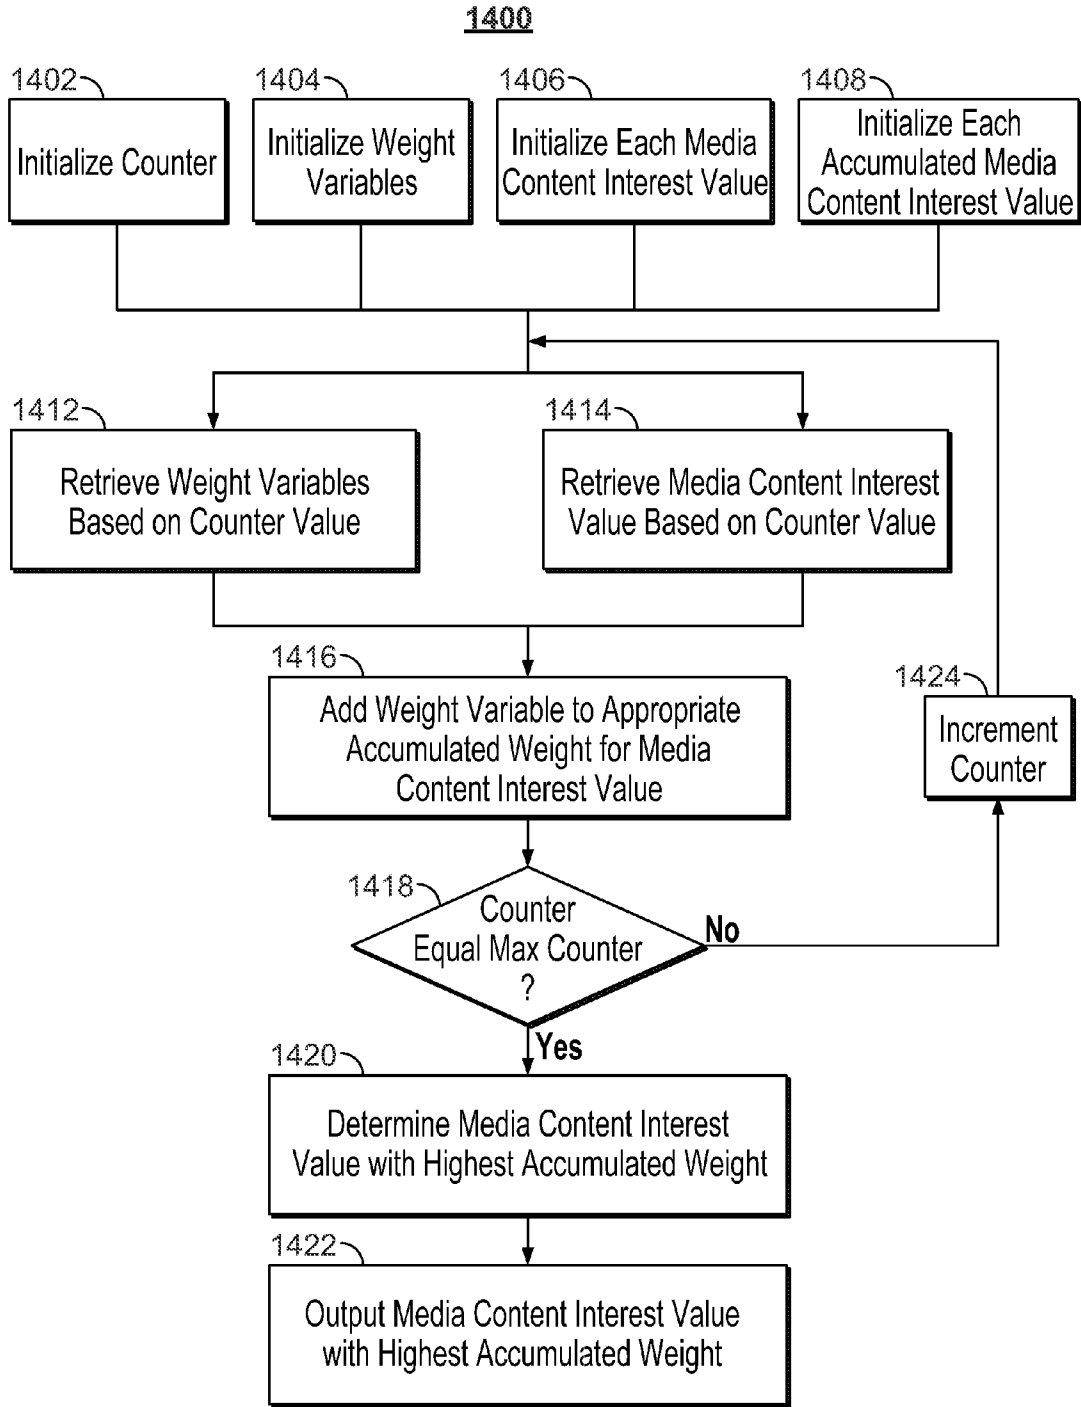 1400
1402
1404
1406
1408
Initialize Counter
Initialize Weight
Variables
Initialize Each Media
Content Interest Value
Initialize Each
Accumulated Media
Content Interest Value
1412
1414
Retrieve Weight Variables
Based on Counter Value
Retrieve Media Content Interest
Value Based on Counter Value
1416
Add Weight Variable to Appropriate
Accumulated Weight for Media
Content Interest Value
1424
Increment
Counter
1418
Counter
Equal Max Counter
?
No
Yes
1420
Determine Media Content Interest
Value with Highest Accumulated Weight
1422
Output Media Content Interest Value
with Highest Accumulated Weight